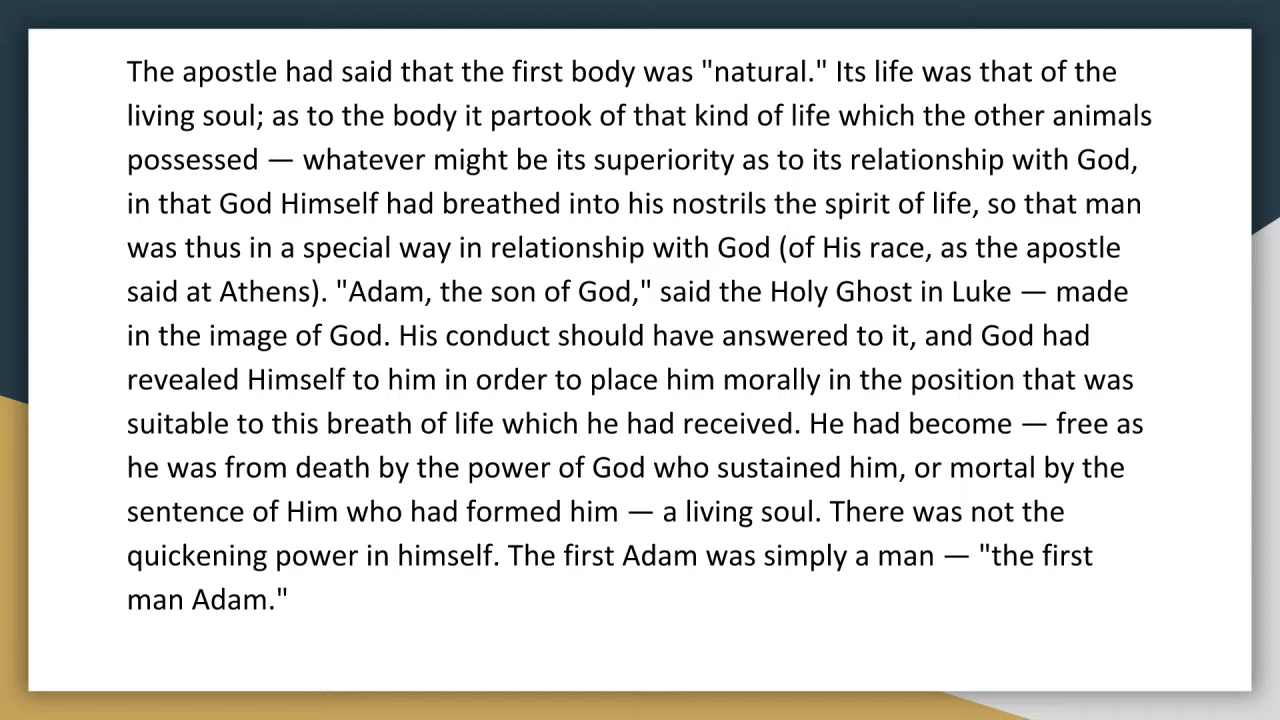 The apostle had said that the first body was "natural." Its life was that of the
living soul; as to the body it partook of that kind of life which the other animals
possessed — whatever might be its superiority as to its relationship with God,
in that God Himself had breathed into his nostrils the spirit of life, so that man
was thus in a special way in relationship with God (of His race, as the apostle
said at Athens). "Adam, the son of God," said the Holy Ghost in Luke — made
in the image of God. His conduct should have answered to it, and God had
revealed Himself to him in order to place him morally in the position that was
suitable to this breath of life which he had received. He had become — free as
he was from death by the power of God who sustained him, or mortal by the
sentence of Him who had formed him — a living soul. There was not the
quickening power in himself. The first Adam was simply a man — "the first
man Adam."